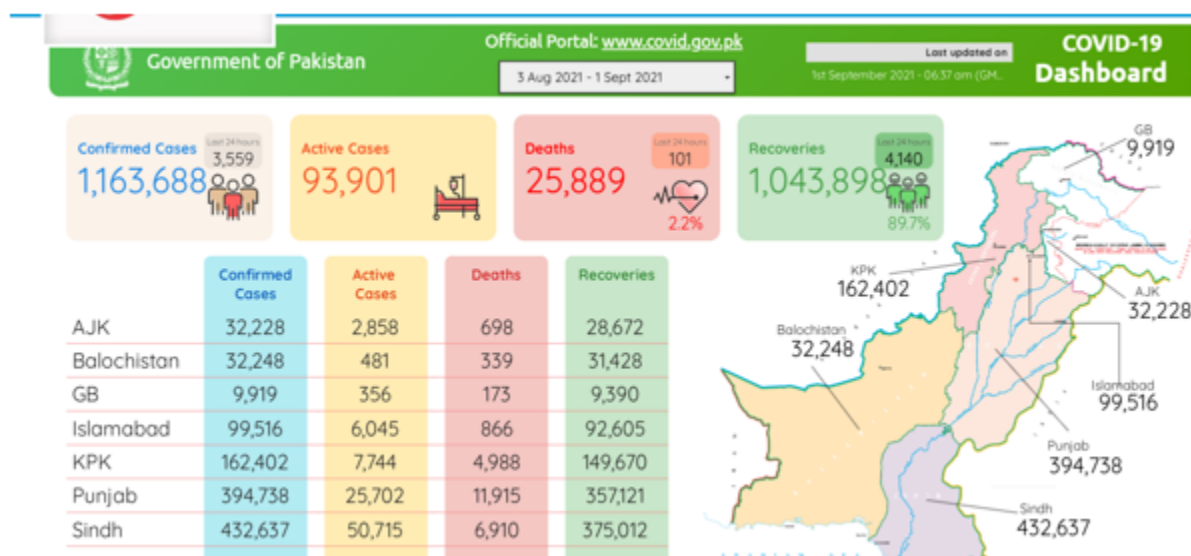 Government of Pakistan
Official Portal: www.covid.gov.pk
3 Aug 2021 - 1 Sept 2021
Last updated on
1st September 2021 - 06:37 am (GM...
COVID-19
Dashboard
Confirmed Cases
Last 24 hours
3,559
1,163,688
Active Cases
93,901
Deaths
Last 24 hours
101
25,889
2.2%
Recoveries
Last 24 hours
4,140
1,043,898
89.7%
Confirmed Cases Active Cases Deaths Recoveries
AJK 32,228 2,858 698 28,672
Balochistan 32,248 481 339 31,428
GB 9,919 356 173 9,390
Islamabad 99,516 6,045 866 92,605
KPK 162,402 7,744 4,988 149,670
Punjab 394,738 25,702 11,915 357,121
Sindh 432,637 50,715 6,910 375,012
GB
9,919
KPK
162,402
AJK
32,228
Balochistan
32,248
Islamabad
99,516
Punjab
394,738
Sindh
432,637